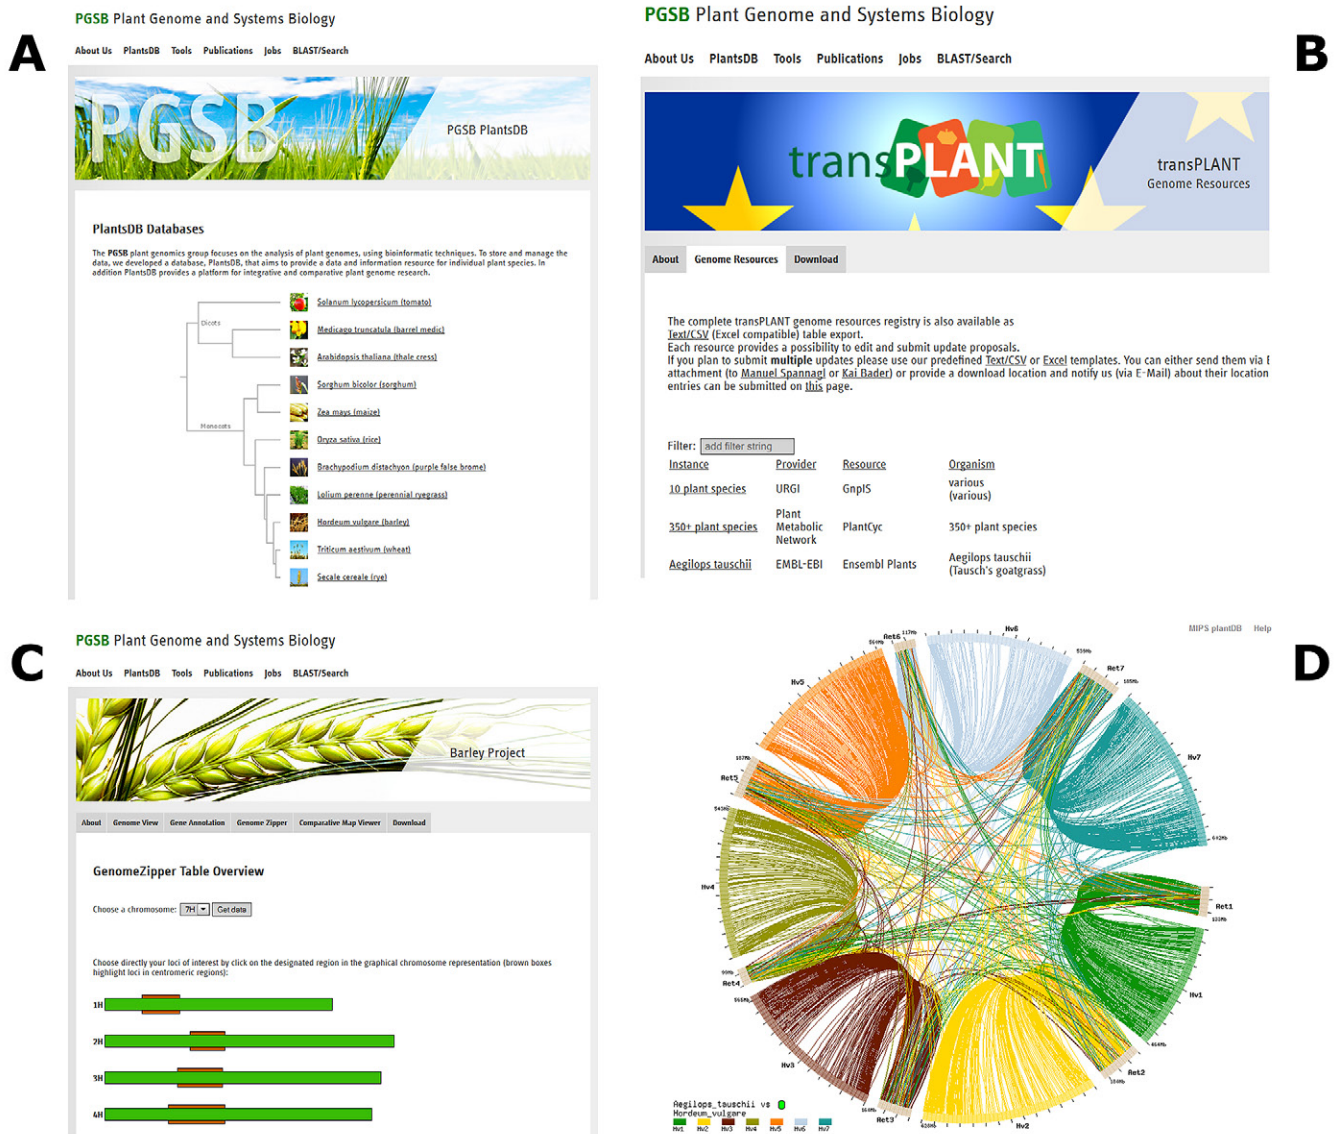 A
PGSB Plant Genome and Systems Biology
About Us PlantsDB Tools Publications Jobs BLAST/Search
PGSB
PGSB PlantsDB
PlantsDB Databases
The PGSB plant genomics group focuses on the analysis of plant genomes, using bioinformatic techniques. To store and manage the
data, we developed a database, PlantsDB, that aims to provide a data and information resource for individual plant species. In
addition PlantsDB provides a platform for integrative and comparative plant genome research.
Dicots
Monocots
Solanum lycopersicum (tomato)
Medicago truncatula (barrel medic)
Arabidopsis thaliana (thale cress)
Sorghum bicolor (sorghum)
Zea mays (maize)
Oryza sativa (rice)
Brachypodium distachyon (purple false brome)
Lolium perenne (perennial ryegrass)
Hordeum vulgare (barley)
Triticum aestivum (wheat)
Secale cereale (rye)
B
PGSB Plant Genome and Systems Biology
About Us PlantsDB Tools Publications Jobs BLAST/Search
transPLANT
transPLANT
Genome Resources
About Genome Resources Download
The complete transPLANT genome resources registry is also available as
Text/CSV (Excel compatible) table export.
Each resource provides a possibility to edit and submit update proposals.
If you plan to submit multiple updates please use our predefined Text/CSV or Excel templates. You can either send them via E
attachment (to Manuel Spannagl or Kai Bader) or provide a download location and notify us (via E-Mail) about their location
entries can be submitted on this page.
Filter: add filter string
Instance Provider Resource Organism
10 plant species URGI GnpIS various
(various)
350+ plant species Plant Metabolic Network PlantCyc 350+ plant species
Aegilops tauschii EMBL-EBI Ensembl Plants Aegilops tauschii
(Tausch's goatgrass)
C
PGSB Plant Genome and Systems Biology
About Us PlantsDB Tools Publications Jobs BLAST/Search
Barley Project
About Genome View Gene Annotation Genome Zipper Comparative Map Viewer Download
GenomeZipper Table Overview
Choose a chromosome: 7H Get data
Choose directly your loci of interest by click on the designated region in the graphical chromosome representation (brown boxes
highlight loci in centromeric regions):
1H
2H
3H
4H
D
MIPS plantDB Help
Hv6
Aet7
Hv7
Aet1
Hv1
Aet2
Hv2
Aet3
Hv3
Aet4
Hv4
Aet5
Hv5
Aet6
117Mb
642Mb
464Mb
Aegilops_tauschii vs
Hordeum_vulgare
Hv1 Hv2 Hv3 Hv4 Hv5 Hv6 Hv7